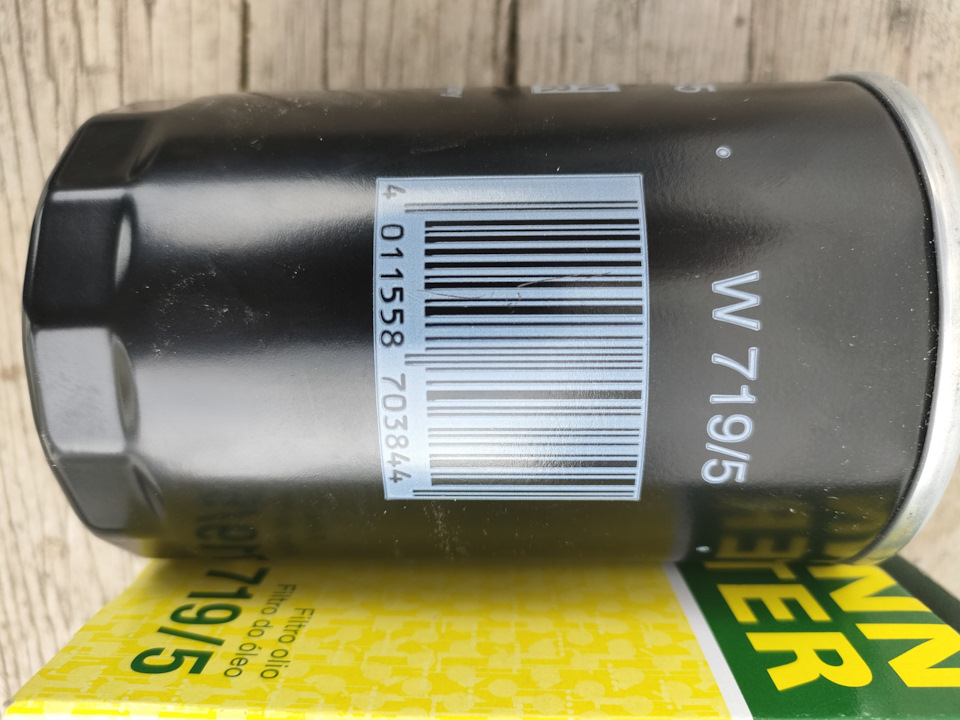 W 719/5
4 011558 703844
719/5
Filtro olio
Filtro do óleo